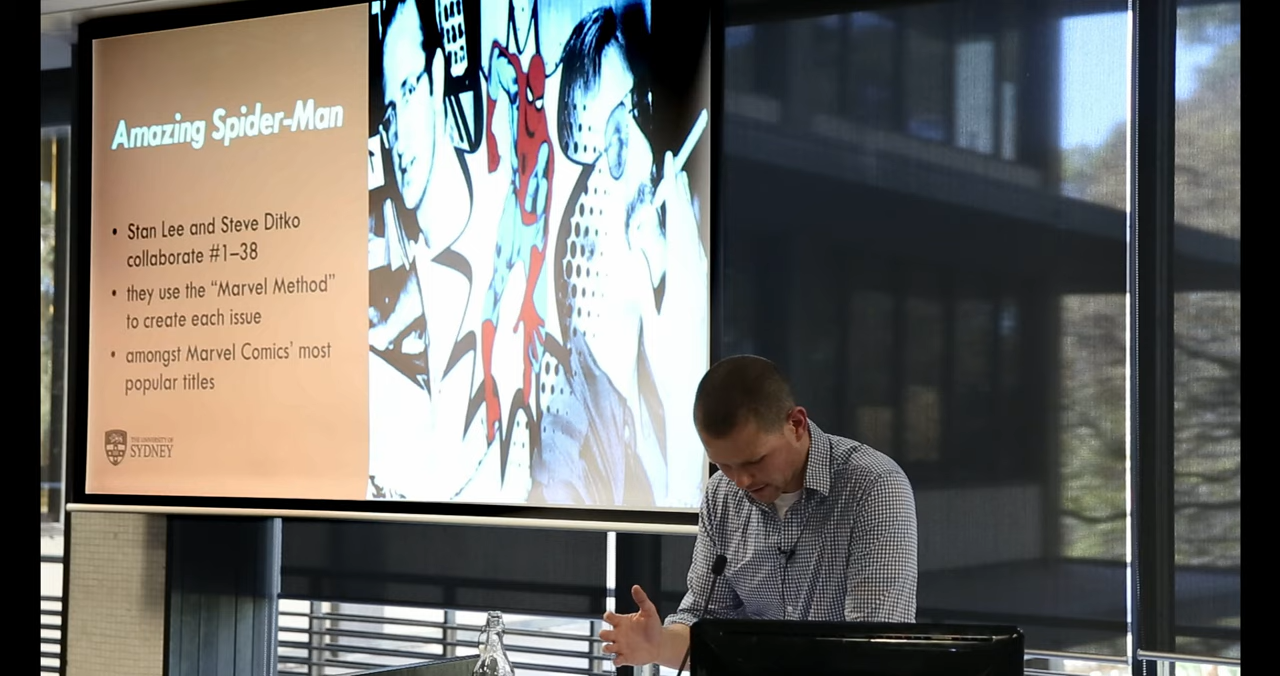 Amazing Spider-Man
• Stan Lee and Steve Ditko
collaborate #1–38
• they use the “Marvel Method”
to create each issue
• amongst Marvel Comics’ most
popular titles
THE UNIVERSITY OF
SYDNEY